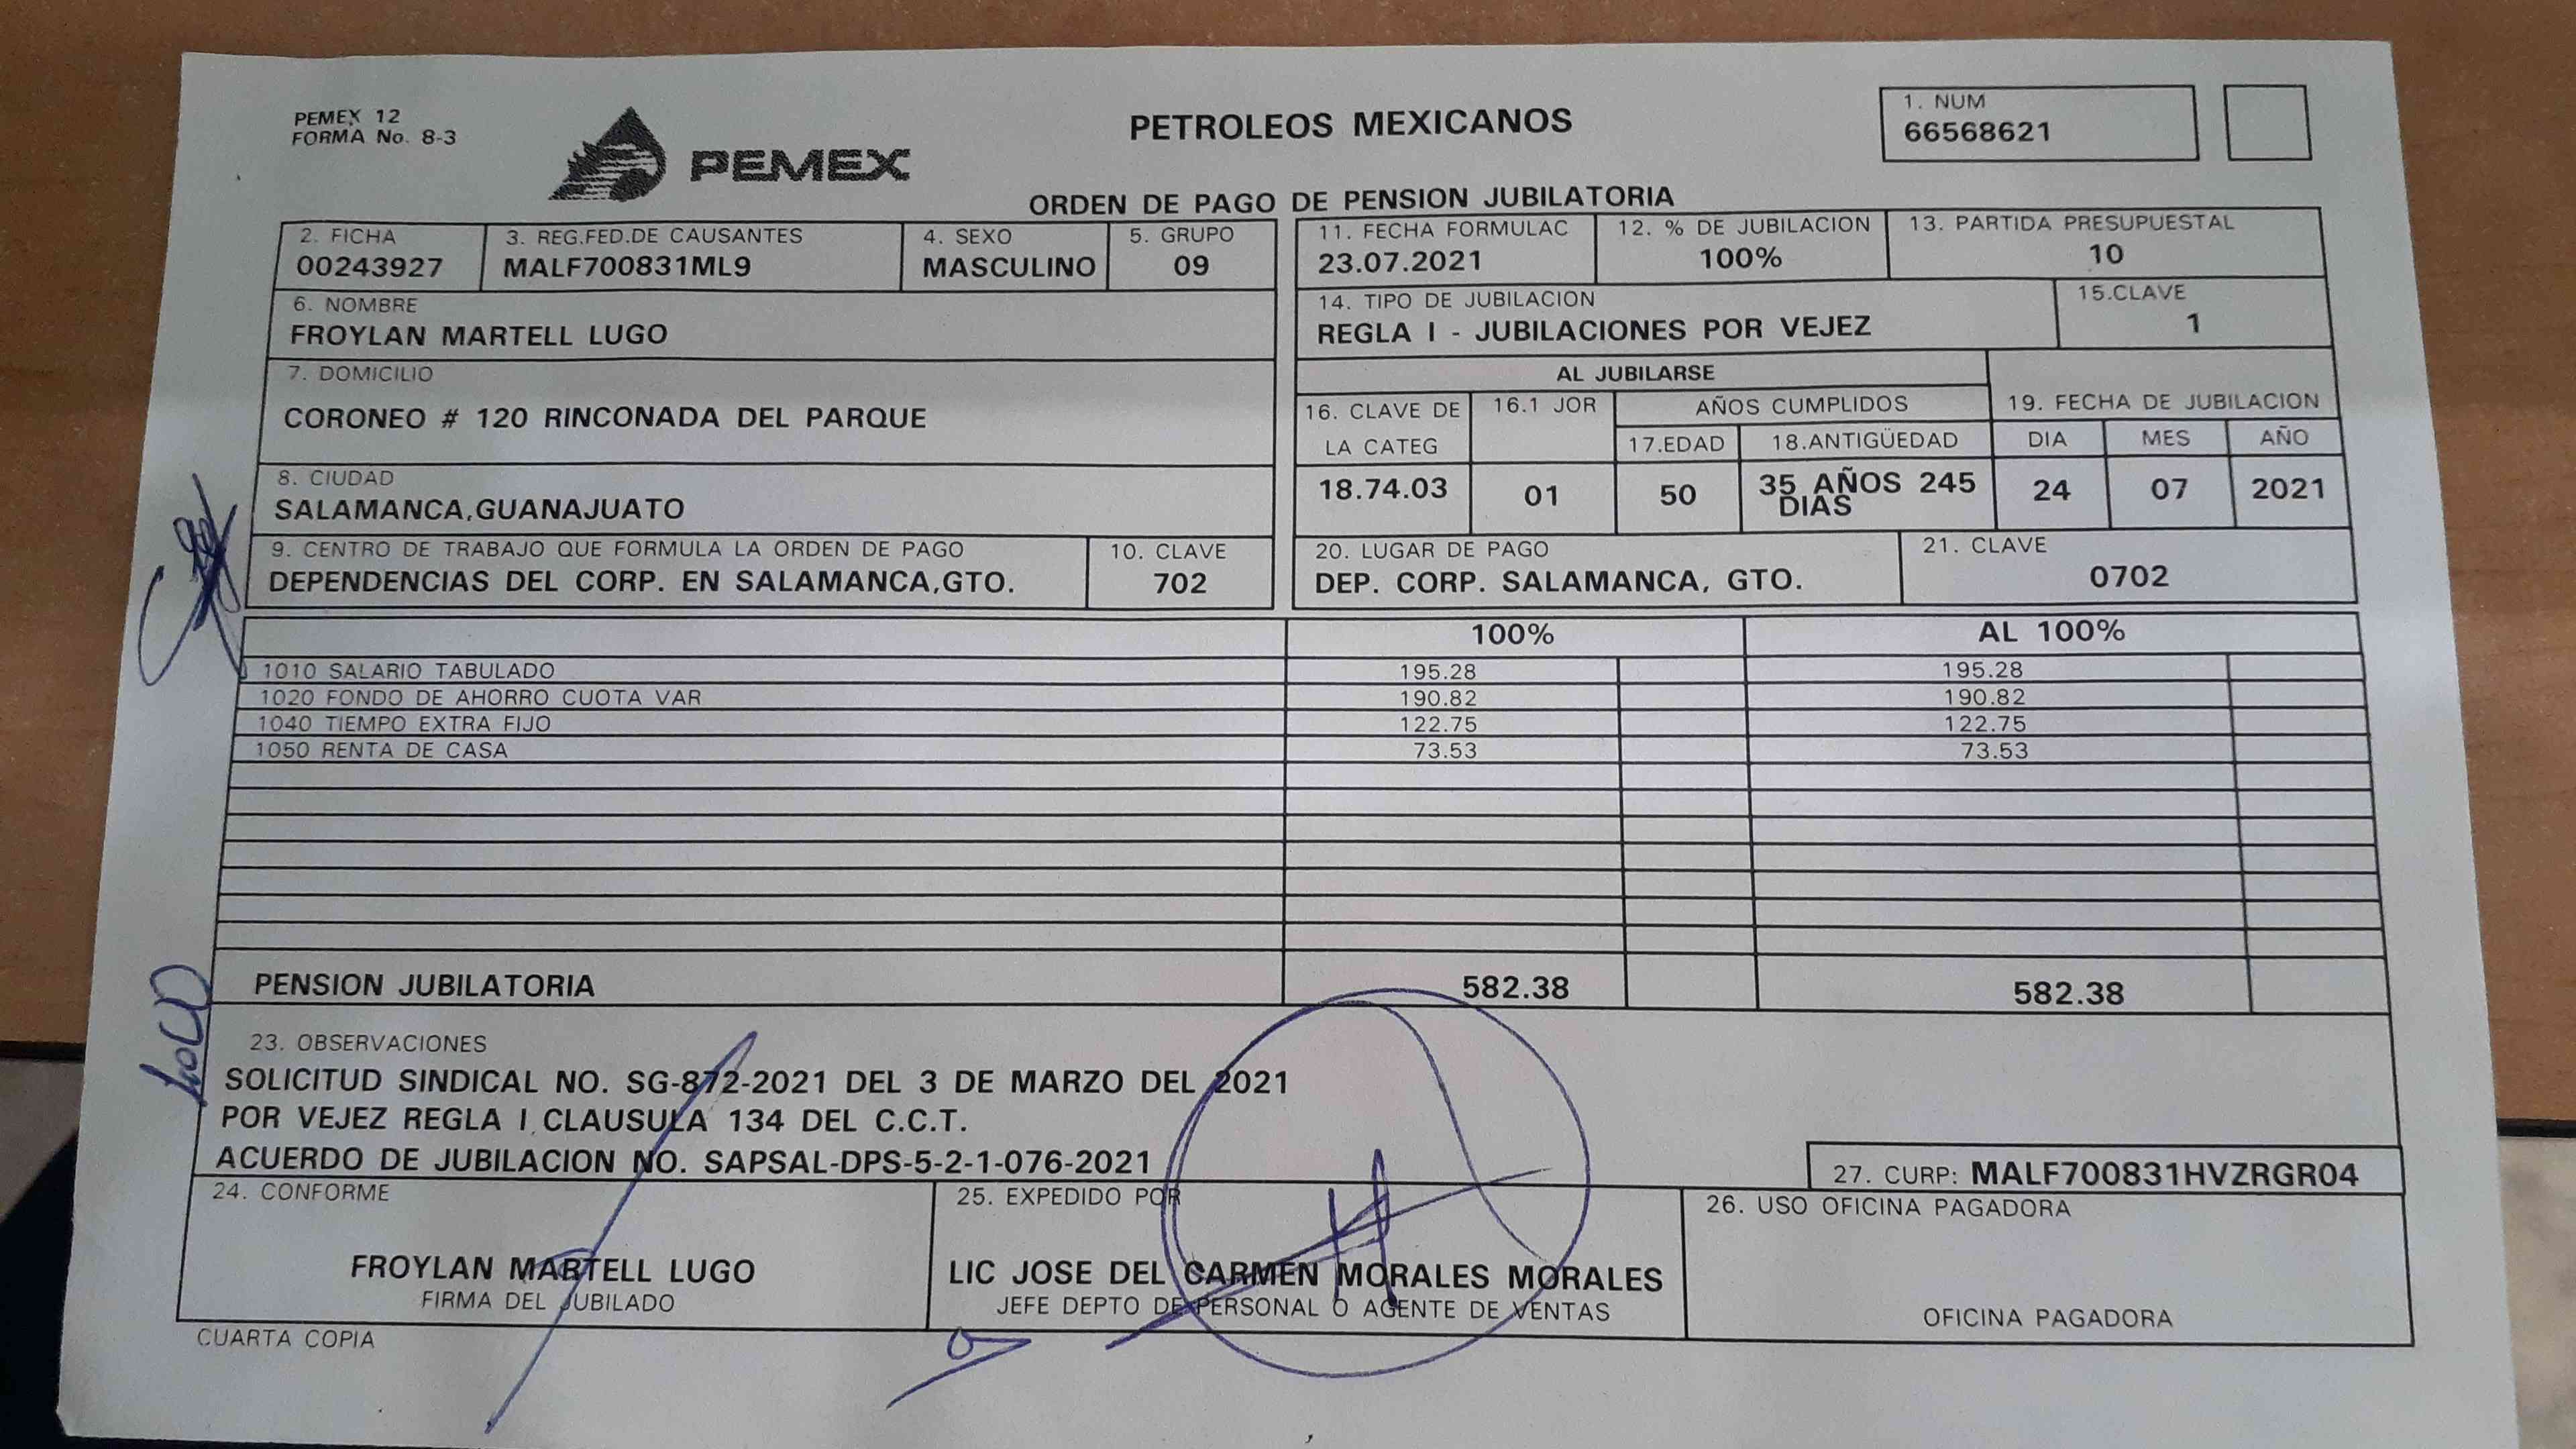 PEMEX 12
FORMA No. 8-3
PEMEX
PETROLEOS MEXICANOS
1. NUM
66568621
ORDEN DE PAGO DE PENSION JUBILATORIA
2. FICHA
00243927
3. REG.FED.DE CAUSANTES
MALF700831ML9
4. SEXO
MASCULINO
5. GRUPO
09
6. NOMBRE
FROYLAN MARTELL LUGO
7. DOMICILIO
CORONEO # 120 RINCONADA DEL PARQUE
8. CIUDAD
SALAMANCA,GUANAJUATO
9. CENTRO DE TRABAJO QUE FORMULA LA ORDEN DE PAGO
DEPENDENCIAS DEL CORP. EN SALAMANCA,GTO.
10. CLAVE
702
11. FECHA FORMULAC
23.07.2021
12. % DE JUBILACION
100%
13. PARTIDA PRESUPUESTAL
10
14. TIPO DE JUBILACION
REGLA I - JUBILACIONES POR VEJEZ
15.CLAVE
1
AL JUBILARSE
16. CLAVE DE
LA CATEG
18.74.03
16.1 JOR
01
AÑOS CUMPLIDOS
17.EDAD
50
18.ANTIGÜEDAD
35 AÑOS 245
DIAS
19. FECHA DE JUBILACION
DIA MES AÑO
24 07 2021
20. LUGAR DE PAGO
DEP. CORP. SALAMANCA, GTO.
21. CLAVE
0702
100% AL 100%
1010 SALARIO TABULADO 195.28 195.28
1020 FONDO DE AHORRO CUOTA VAR 190.82 190.82
1040 TIEMPO EXTRA FIJO 122.75 122.75
1050 RENTA DE CASA 73.53 73.53
PENSION JUBILATORIA 582.38 582.38
23. OBSERVACIONES
SOLICITUD SINDICAL NO. SG-872-2021 DEL 3 DE MARZO DEL 2021
POR VEJEZ REGLA I CLAUSULA 134 DEL C.C.T.
ACUERDO DE JUBILACION NO. SAPSAL-DPS-5-2-1-076-2021
27. CURP: MALF700831HVZRGR04
24. CONFORME
FROYLAN MARTELL LUGO
FIRMA DEL JUBILADO
25. EXPEDIDO POR
LIC JOSE DEL CARMEN MORALES MORALES
JEFE DEPTO DE PERSONAL O AGENTE DE VENTAS
26. USO OFICINA PAGADORA
OFICINA PAGADORA
CUARTA COPIA